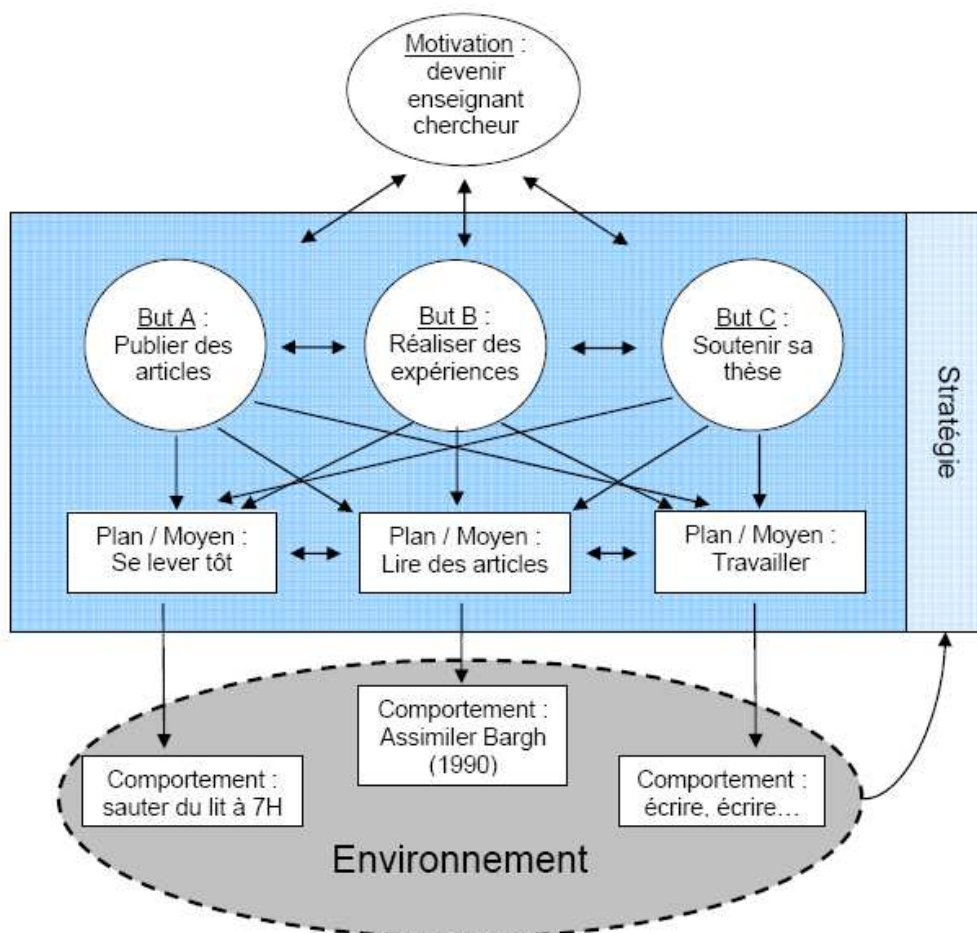 Motivation :
devenir
enseignant
chercheur
But A :
Publier des
articles
But B :
Réaliser des
expériences
But C :
Soutenir sa
thèse
Stratégie
Plan / Moyen :
Se lever tôt
Plan / Moyen :
Lire des articles
Plan / Moyen :
Travailler
Comportement :
Assimiler Bargh
(1990)
Comportement :
sauter du lit à 7H
Comportement :
écrire, écrire…
Environnement